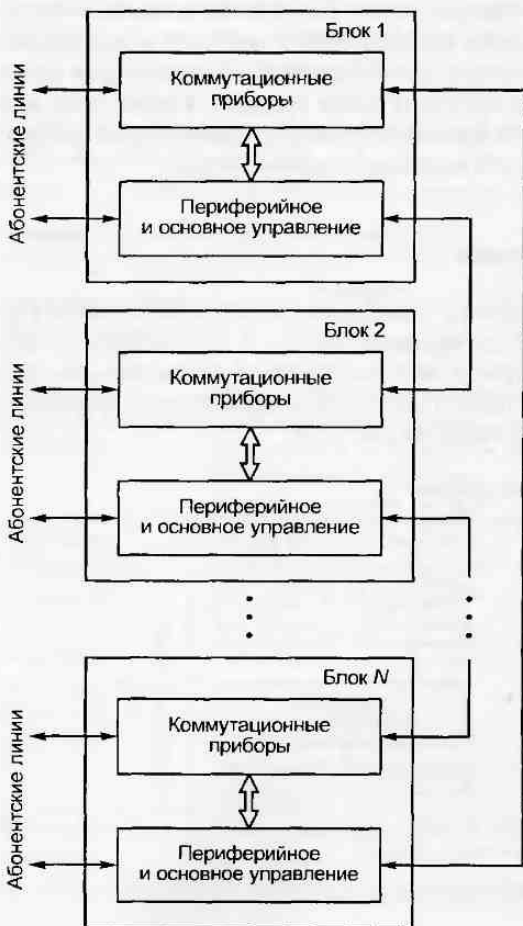 Блок 1
Абонентские линии
Коммутационные
приборы
Периферийное
и основное управление
Блок 2
Абонентские линии
Коммутационные
приборы
Периферийное
и основное управление
Блок N
Абонентские линии
Коммутационные
приборы
Периферийное
и основное управление